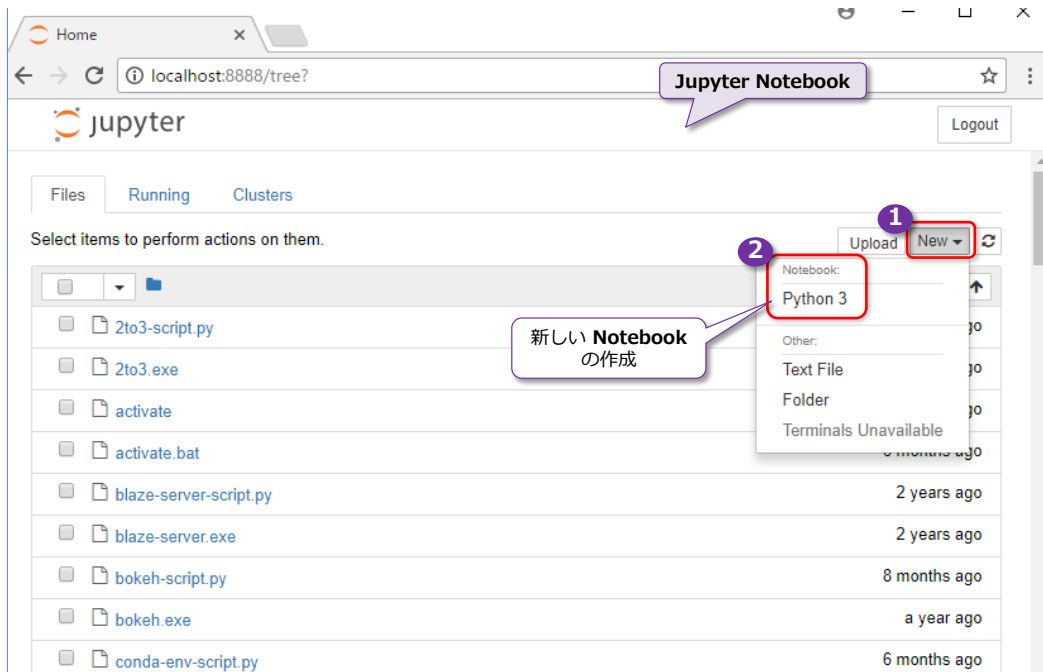 Home
localhost:8888/tree?
Jupyter Notebook
jupyter
Logout
Files Running Clusters
1
Select items to perform actions on them.
Upload New
2
Notebook:
Python 3
2to3-script.py
新しい Notebook
の作成
Other:
2to3.exe
Text File
Folder
activate
Terminals Unavailable
activate.bat
ago
blaze-server-script.py 2 years ago
blaze-server.exe 2 years ago
bokeh-script.py 8 months ago
bokeh.exe a year ago
conda-env-script.py 6 months ago